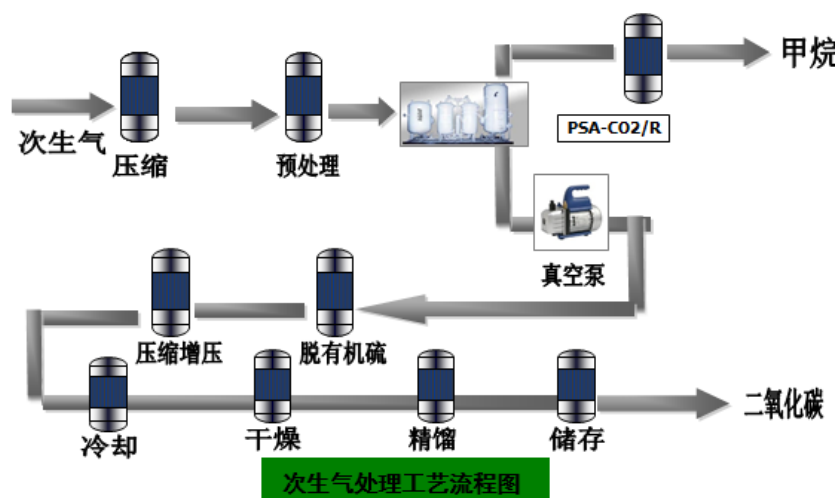 甲烷
PSA-CO2/R
次生气
压缩
预处理
真空泵
压缩增压
脱有机硫
冷却
干燥
精馏
储存
二氧化碳
次生气处理工艺流程图